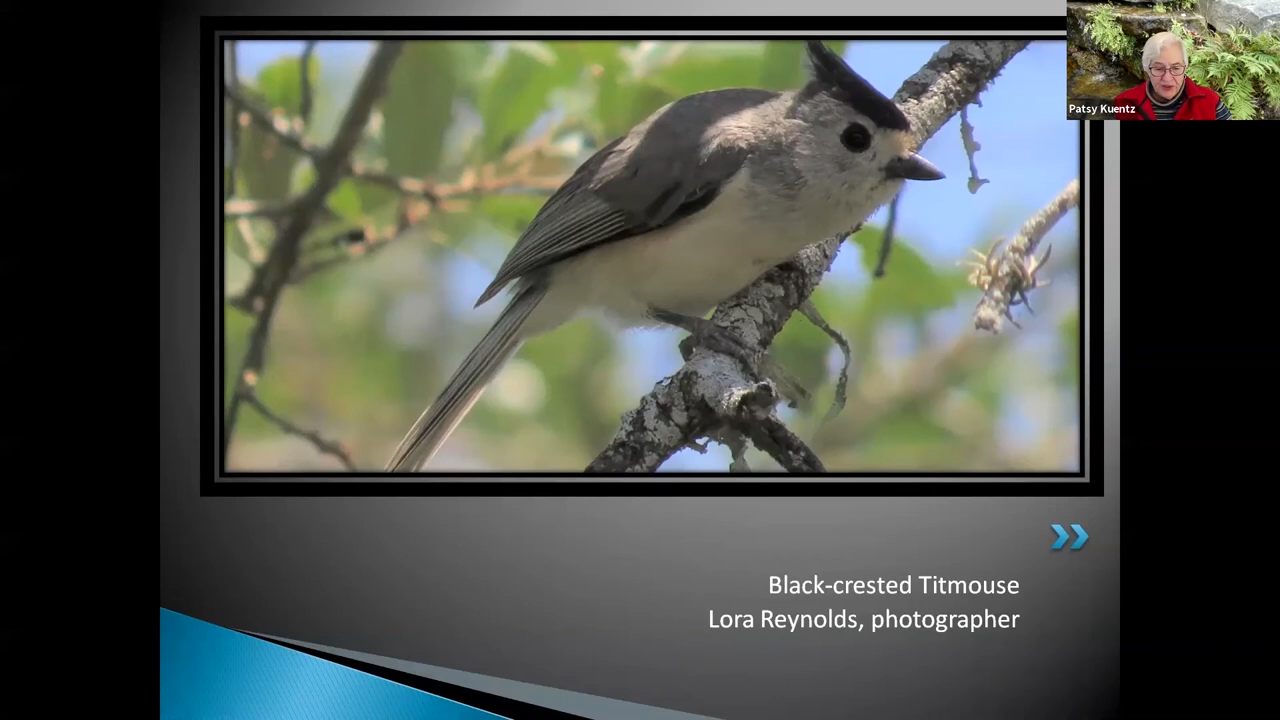 Patsy Kuentz
Black-crested Titmouse
Lora Reynolds, photographer